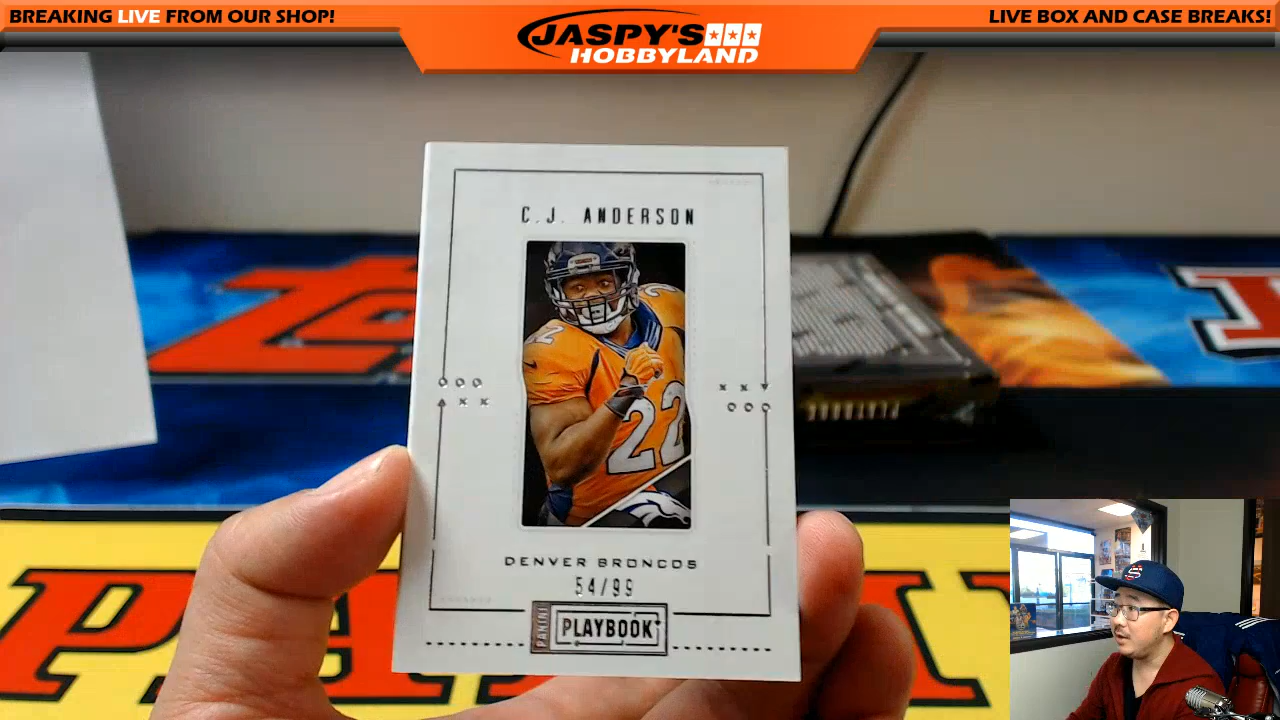 BREAKING LIVE FROM OUR SHOP!
JASPY'S
HOBBYLAND
LIVE BOX AND CASE BREAKS!
C.J. ANDERSON
22
22
DENVER BRONCOS
54/99
PANINI
PLAYBOOK